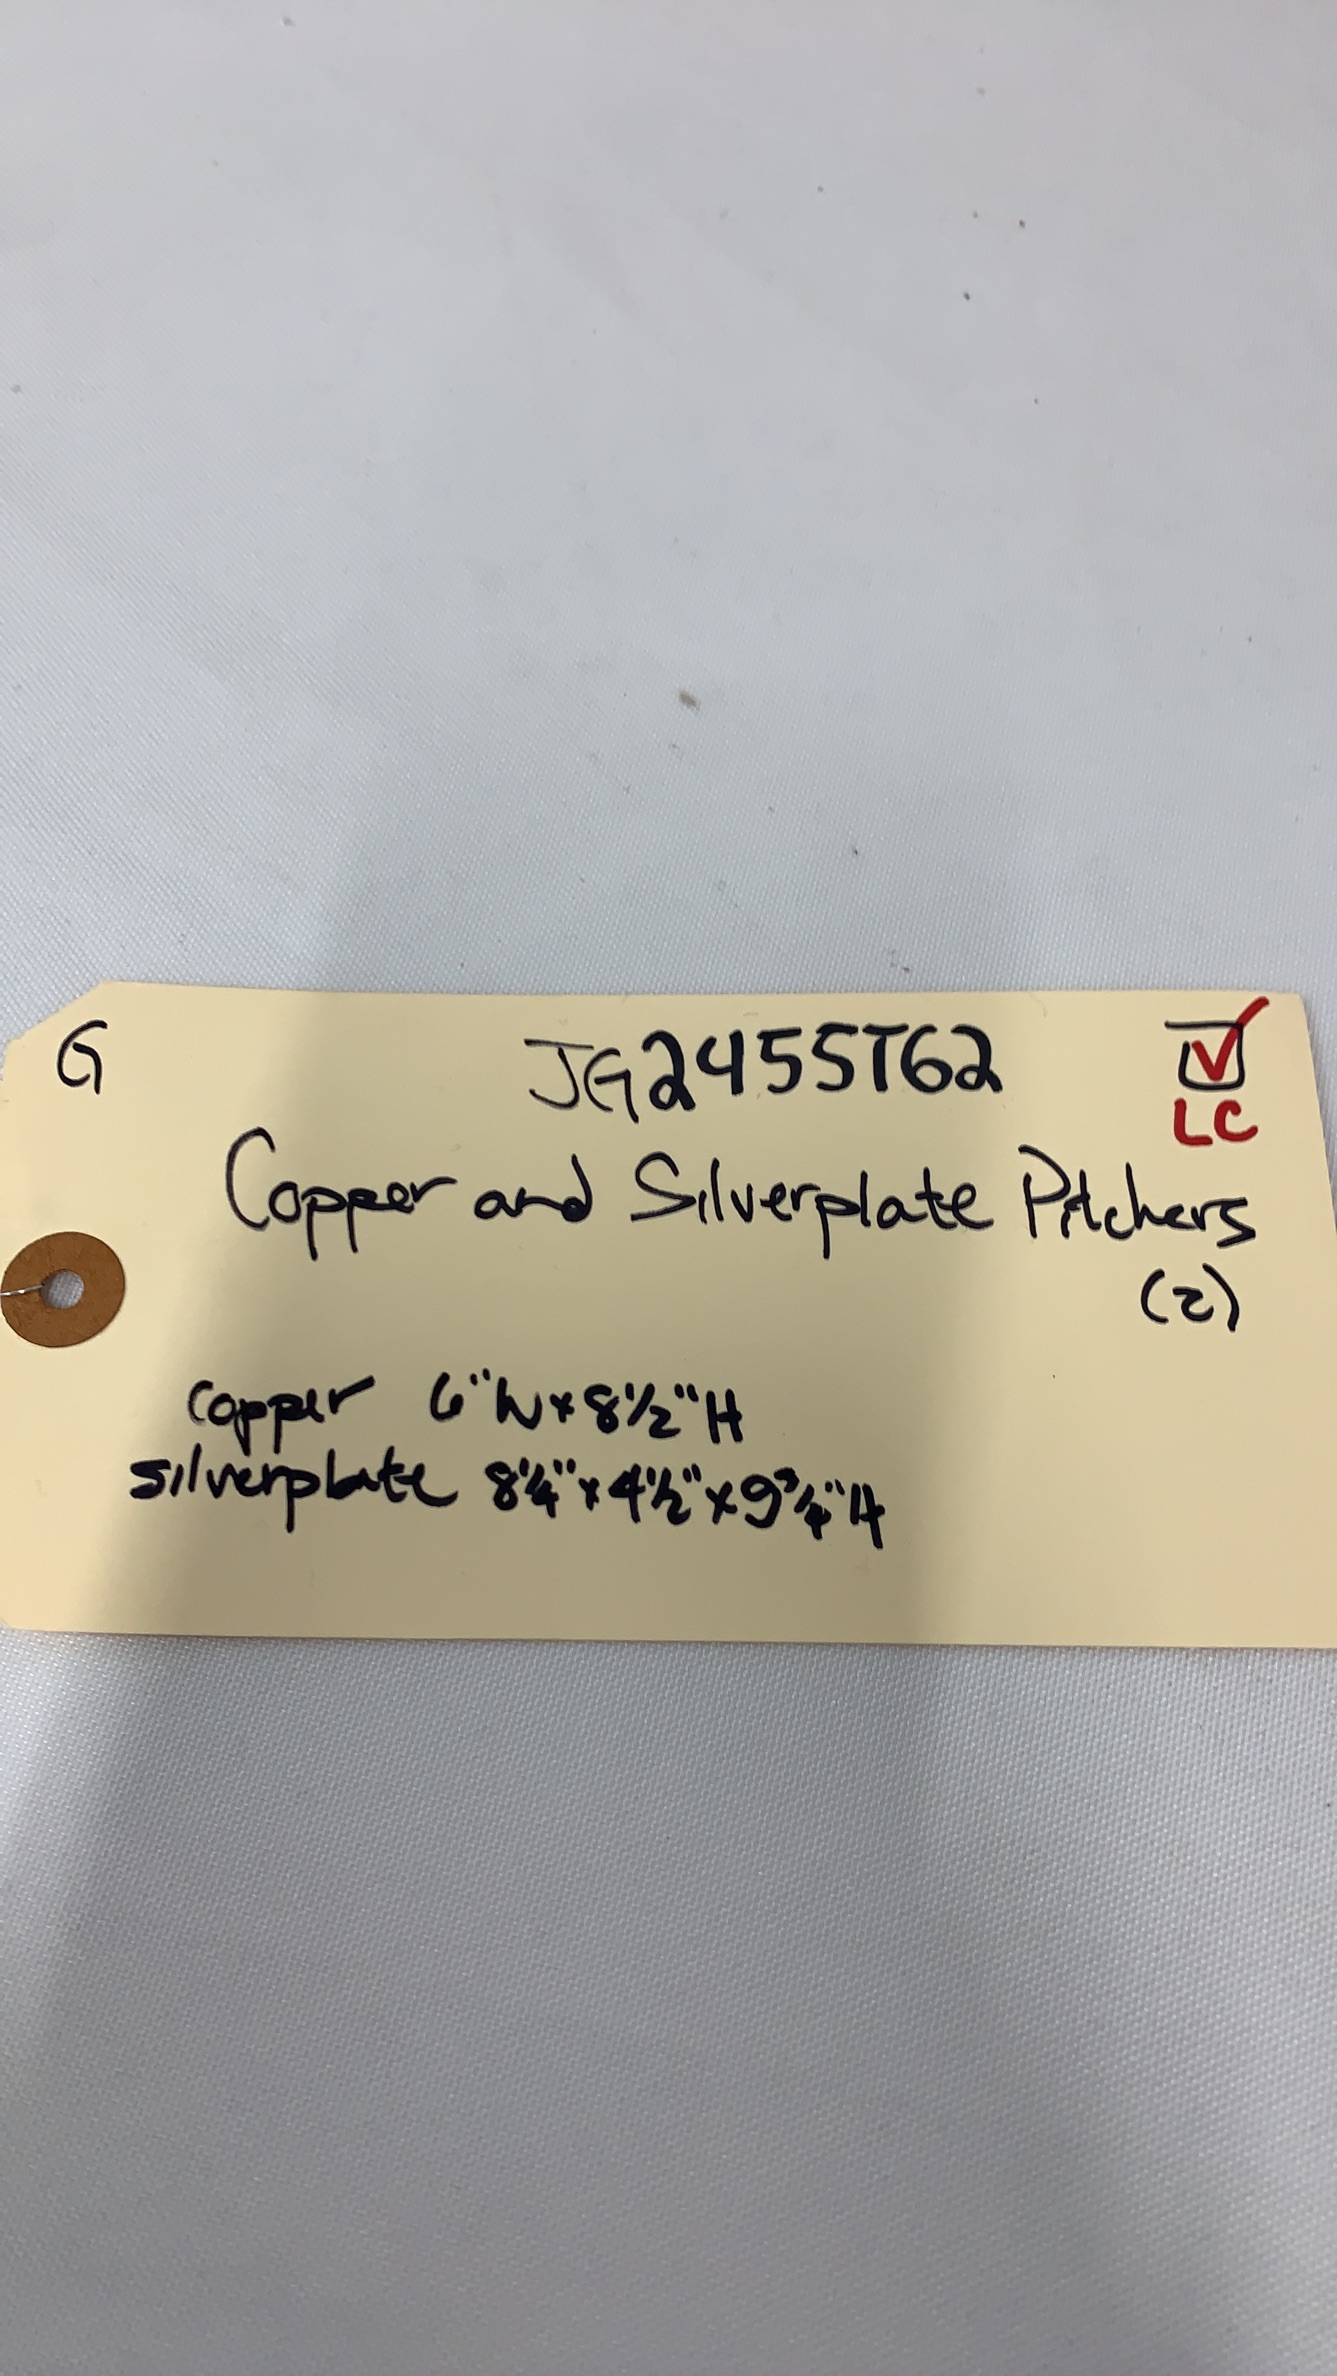 G
JG2455T62
LC
Copper and Silverplate Pitchers
(2)
copper 6"W x 8½"H
silverplate 8¼" x 4½" x 9¾"H